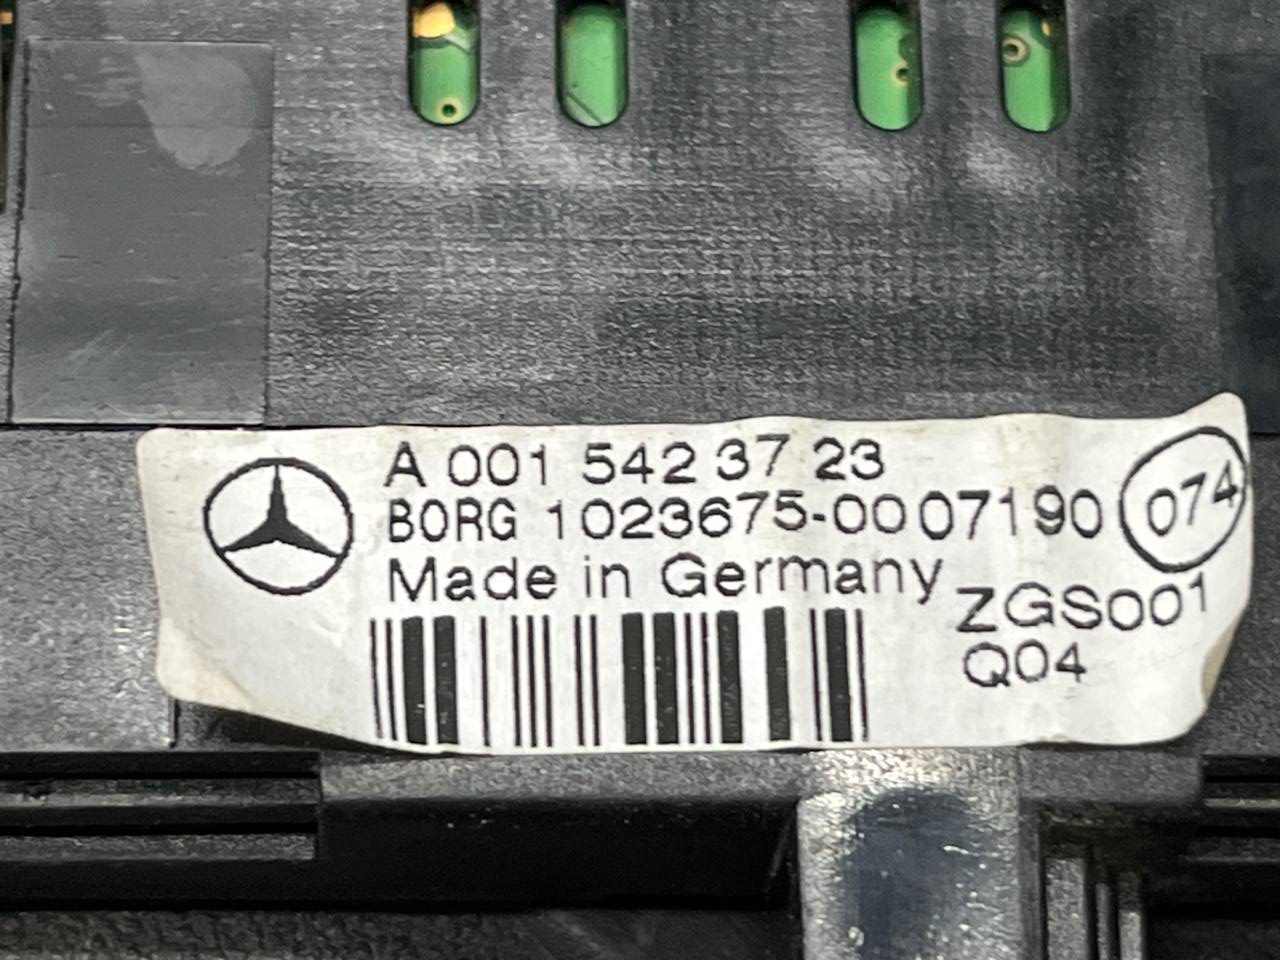 A 001 542 37 23
BORG 1023675-0007190
074
Made in Germany
ZGS001
Q04